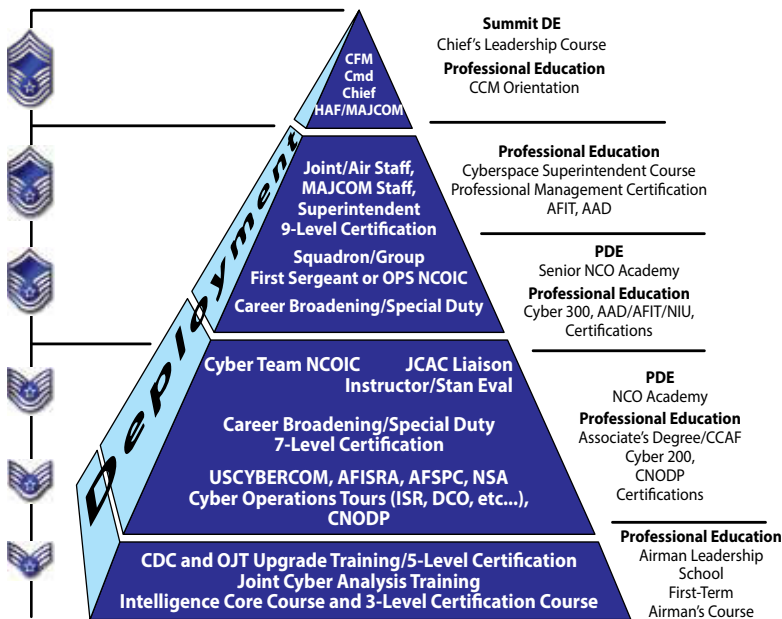 CFM
Cmd
Chief
HAF/MAJCOM
Summit DE
Chief's Leadership Course
Professional Education
CCM Orientation
Deployment
Joint/Air Staff,
MAJCOM Staff,
Superintendent
9-Level Certification
Squadron/Group
First Sergeant or OPS NCOIC
Career Broadening/Special Duty
Professional Education
Cyberspace Superintendent Course
Professional Management Certification
AFIT, AAD
PDE
Senior NCO Academy
Professional Education
Cyber 300, AAD/AFIT/NIU,
Certifications
Cyber Team NCOIC JCAC Liaison
Instructor/Stan Eval
Career Broadening/Special Duty
7-Level Certification
USCYBERCOM, AFISRA, AFSPC, NSA
Cyber Operations Tours (ISR, DCO, etc...),
CNODP
PDE
NCO Academy
Professional Education
Associate's Degree/CCAF
Cyber 200,
CNODP
Certifications
CDC and OJT Upgrade Training/5-Level Certification
Joint Cyber Analysis Training
Intelligence Core Course and 3-Level Certification Course
Professional Education
Airman Leadership
School
First-Term
Airman's Course